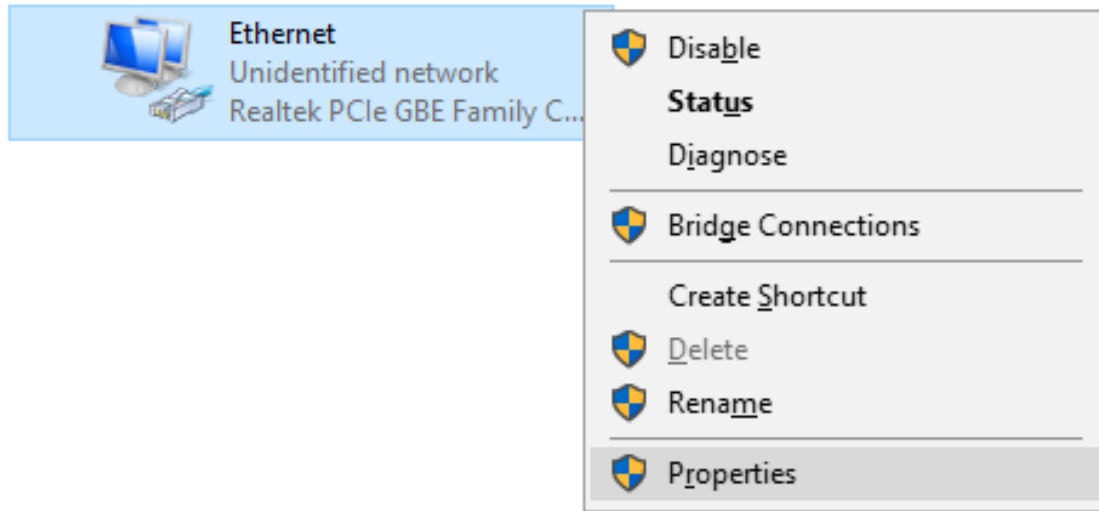 Ethernet
Unidentified network
Realtek PCIe GBE Family C...
Disable
Status
Diagnose
Bridge Connections
Create Shortcut
Delete
Rename
Properties